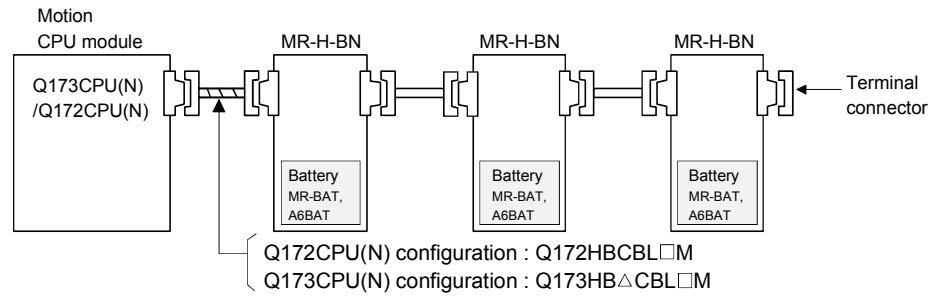 Motion
CPU module
MR-H-BN
MR-H-BN
MR-H-BN
Q173CPU(N)
/Q172CPU(N)
Terminal
connector
Battery
MR-BAT,
A6BAT
Battery
MR-BAT,
A6BAT
Battery
MR-BAT,
A6BAT
Q172CPU(N) configuration : Q172HBCBL□M
Q173CPU(N) configuration : Q173HB△CBL□M